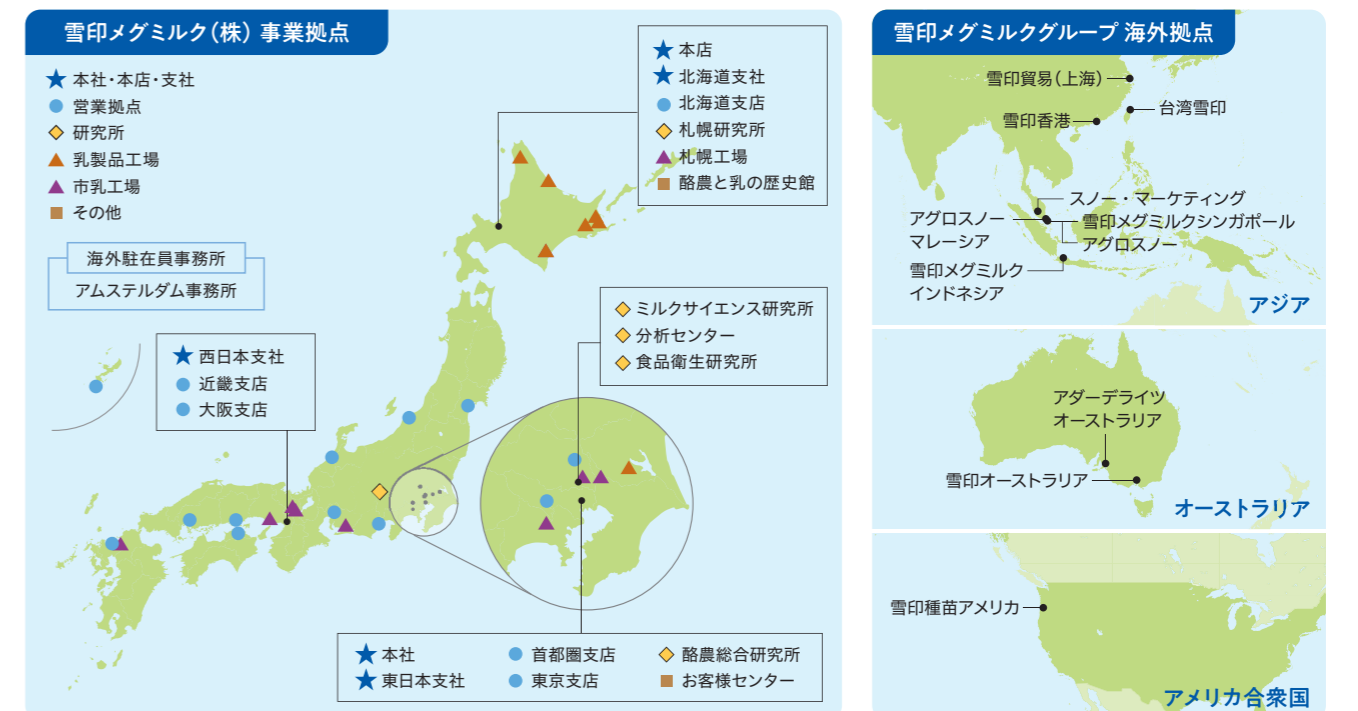 雪印メグミルク(株) 事業拠点
本社・本店・支社
営業拠点
研究所
乳製品工場
市乳工場
その他
海外駐在員事務所
アムステルダム事務所
本店
北海道支社
北海道支店
札幌研究所
札幌工場
酪農と乳の歴史館
ミルクサイエンス研究所
分析センター
食品衛生研究所
西日本支社
近畿支店
大阪支店
本社
東日本支社
首都圏支店
東京支店
酪農総合研究所
お客様センター
雪印メグミルクグループ 海外拠点
雪印貿易(上海)
台湾雪印
雪印香港
スノー・マーケティング
アグロスノー
マレーシア
雪印メグミルクシンガポール
アグロスノー
雪印メグミルク
インドネシア
アジア
アダーデライツ
オーストラリア
雪印オーストラリア
オーストラリア
雪印種苗アメリカ
アメリカ合衆国